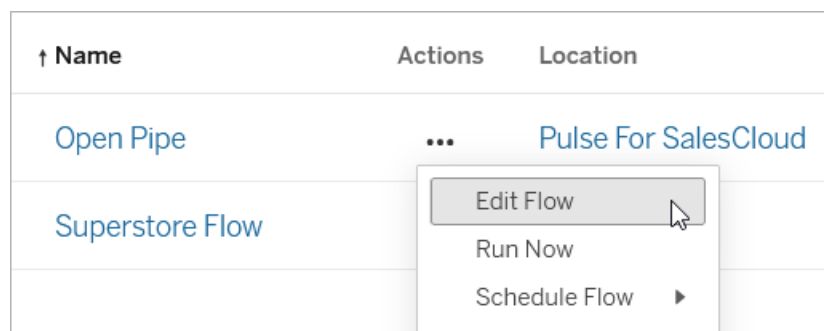 ↑ Name Actions Location
Open Pipe ••• Pulse For SalesCloud
Edit Flow
Superstore Flow
Run Now
Schedule Flow